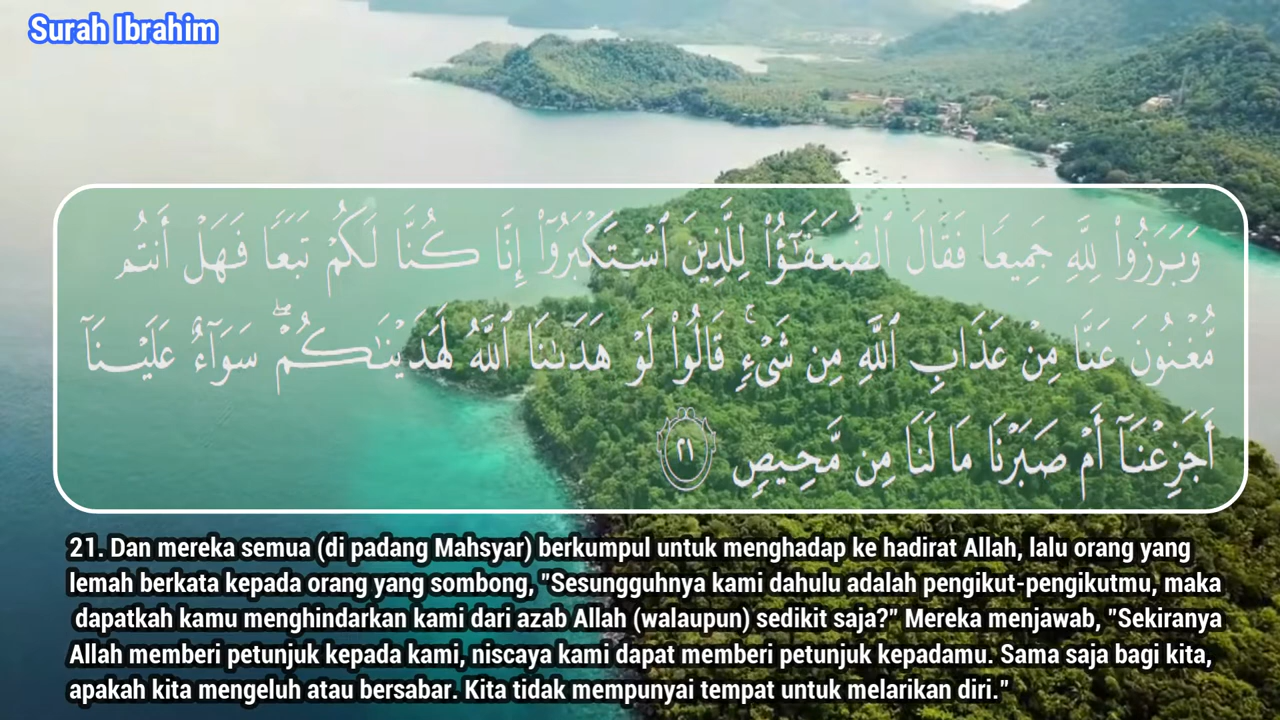 Surah Ibrahim
وَبَرَزُوا۟ لِلَّهِ جَمِيعًا فَقَالَ ٱلضُّعَفَـٰٓؤُا۟ لِلَّذِينَ ٱسْتَكْبَرُوٓا۟ إِنَّا كُنَّا لَكُمْ تَبَعًا فَهَلْ أَنتُم
مُّغْنُونَ عَنَّا مِنْ عَذَابِ ٱللَّهِ مِن شَىْءٍۚ قَالُوا۟ لَوْ هَدَىٰنَا ٱللَّهُ لَهَدَيْنَـٰكُمْۖ سَوَآءٌ عَلَيْنَآ
أَجَزِعْنَآ أَمْ صَبَرْنَا مَا لَنَا مِن مَّحِيصٍ ٢١
21. Dan mereka semua (di padang Mahsyar) berkumpul untuk menghadap ke hadirat Allah, lalu orang yang
lemah berkata kepada orang yang sombong, "Sesungguhnya kami dahulu adalah pengikut-pengikutmu, maka
dapatkah kamu menghindarkan kami dari azab Allah (walaupun) sedikit saja?" Mereka menjawab, "Sekiranya
Allah memberi petunjuk kepada kami, niscaya kami dapat memberi petunjuk kepadamu. Sama saja bagi kita,
apakah kita mengeluh atau bersabar. Kita tidak mempunyai tempat untuk melarikan diri."